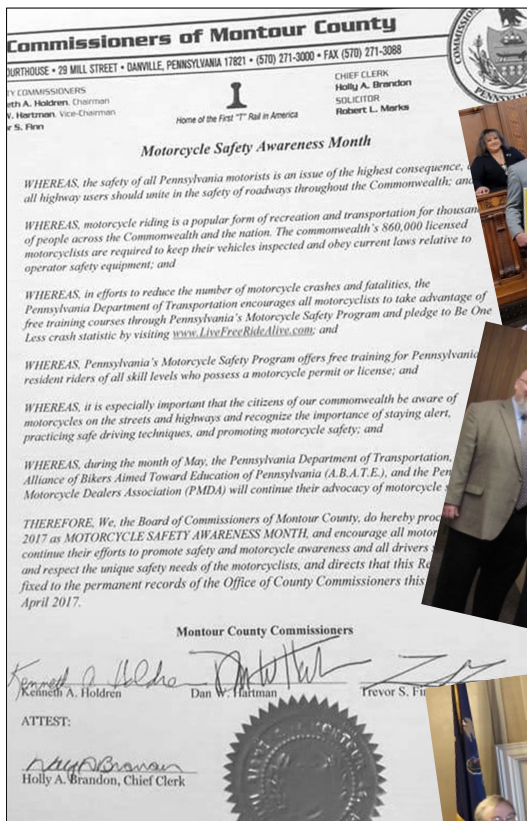 Commissioners of Montour County
COURTHOUSE • 29 MILL STREET • DANVILLE, PENNSYLVANIA 17821 • (570) 271-3000 • FAX (570) 271-3088
COMMISSIONERS
Holdren, Chairman
Hartman, Vice-Chairman
S. Finn
Home of the First "T" Rail in America
CHIEF CLERK
Holly A. Brandon
SOLICITOR
Robert L. Marks
Motorcycle Safety Awareness Month
WHEREAS, the safety of all Pennsylvania motorists is an issue of the highest consequence,
all highway users should unite in the safety of roadways throughout the Commonwealth; and
WHEREAS, motorcycle riding is a popular form of recreation and transportation for thousan
of people across the Commonwealth and the nation. The commonwealth's 860,000 licensed
motorcyclists are required to keep their vehicles inspected and obey current laws relative to
operator safety equipment; and
WHEREAS, in efforts to reduce the number of motorcycle crashes and fatalities, the
Pennsylvania Department of Transportation encourages all motorcyclists to take advantage of
free training courses through Pennsylvania's Motorcycle Safety Program and pledge to Be One
Less crash statistic by visiting www.LiveFreeRideAlive.com; and
WHEREAS, Pennsylvania's Motorcycle Safety Program offers free training for Pennsylvania
resident riders of all skill levels who possess a motorcycle permit or license; and
WHEREAS, it is especially important that the citizens of our commonwealth be aware of
motorcycles on the streets and highways and recognize the importance of staying alert,
practicing safe driving techniques, and promoting motorcycle safety; and
WHEREAS, during the month of May, the Pennsylvania Department of Transportation,
Alliance of Bikers Aimed Toward Education of Pennsylvania (A.B.A.T.E.), and the Pen
Motorcycle Dealers Association (PMDA) will continue their advocacy of motorcycle s
THEREFORE, We, the Board of Commissioners of Montour County, do hereby proc
2017 as MOTORCYCLE SAFETY AWARENESS MONTH, and encourage all motor
continue their efforts to promote safety and motorcycle awareness and all drivers
and respect the unique safety needs of the motorcyclists, and directs that this Re
fixed to the permanent records of the Office of County Commissioners this
April 2017.
Montour County Commissioners
Kenneth A. Holdren
Kenneth A. Holdren
Dan W. Hartman
Trevor S. Fin
ATTEST:
Holly A. Brandon, Chief Clerk